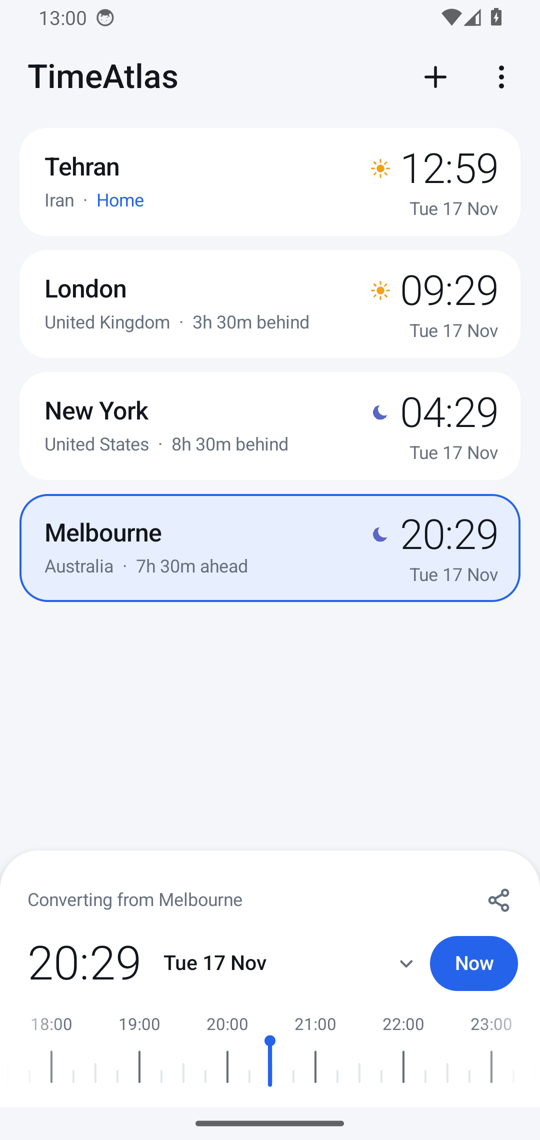 13:00
TimeAtlas
Tehran
12:59
Iran · Home
Tue 17 Nov
London
09:29
United Kingdom · 3h 30m behind
Tue 17 Nov
New York
04:29
United States · 8h 30m behind
Tue 17 Nov
Melbourne
20:29
Australia · 7h 30m ahead
Tue 17 Nov
Converting from Melbourne
20:29 Tue 17 Nov Now
18:00 19:00 20:00 21:00 22:00 23:00